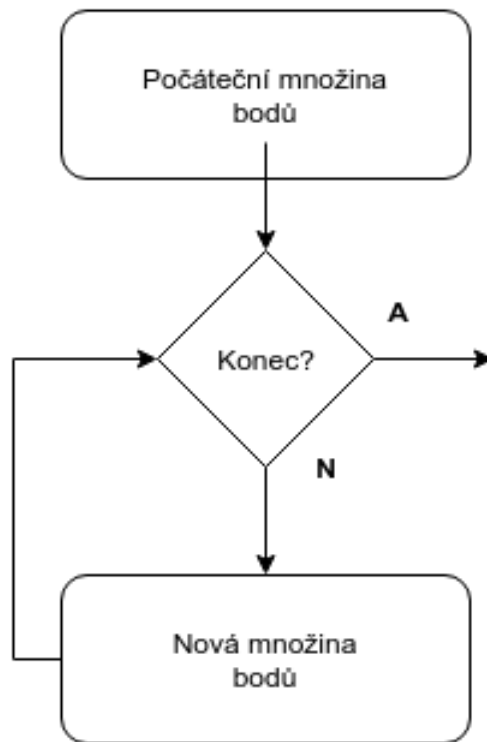 Počáteční množina
bodů
A
Konec?
N
Nová množina
bodů